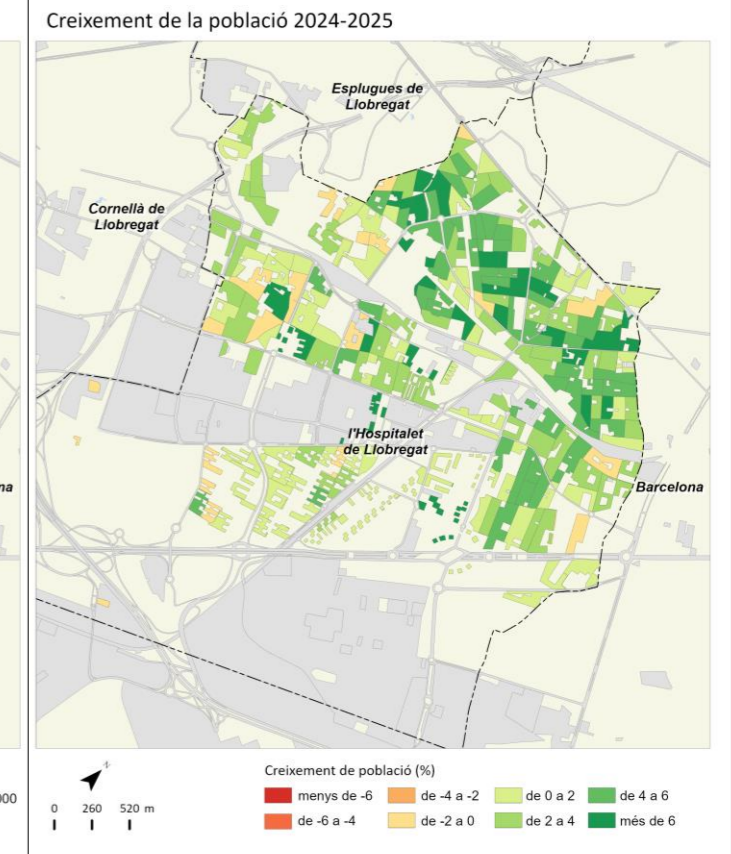 Creixement de la població 2024-2025
Esplugues de
Llobregat
Cornellà de
Llobregat
l'Hospitalet
de Llobregat
na
Barcelona
000
N
0 260 520 m
Creixement de població (%)
menys de -6
de -4 a -2
de 0 a 2
de 4 a 6
de -6 a -4
de -2 a 0
de 2 a 4
més de 6